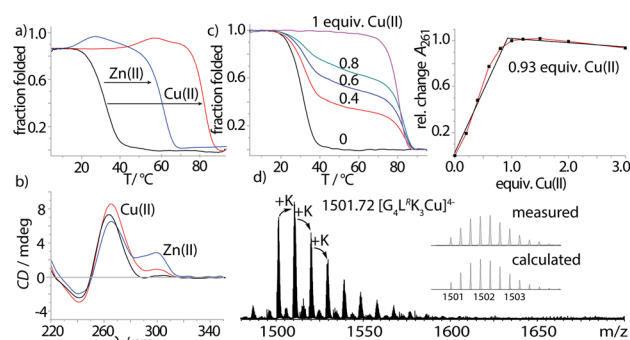 a)
fraction folded
1.0
0.6
0.2
Zn(II)
Cu(II)
20 40 60 80
T/°C
c)
fraction folded
1.0
0.6
0.2
1 equiv. Cu(II)
0.8
0.6
0.4
0
20 40 60 80
T/°C
rel. change A261
1.0
0.8
0.6
0.4
0.2
0.0
0.93 equiv. Cu(II)
0.0 1.0 2.0 3.0
equiv. Cu(II)
b)
CD / mdeg
8
4
0
-4
Cu(II)
Zn(II)
220 260 300 340
d)
+K
+K
+K
1501.72 [G4LRK3Cu]4-
measured
calculated
1501 1502 1503
1500 1550 1600 1650 m/z